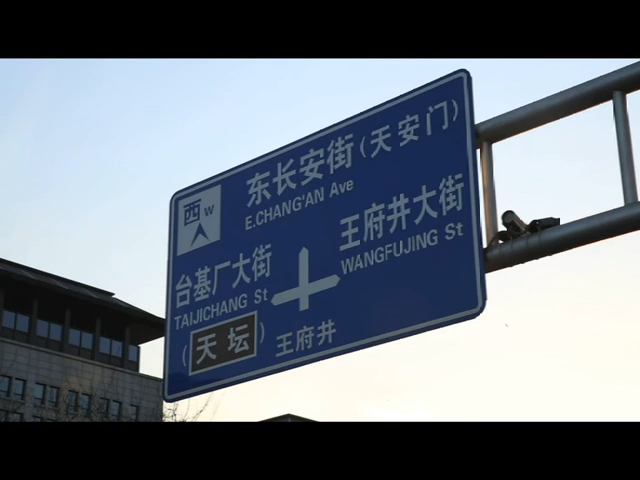 西 W
东长安街(天安门)
E.CHANG'AN Ave
王府井大街
WANGFUJING St
台基厂大街
TAIJICHANG St
(天坛)
王府井